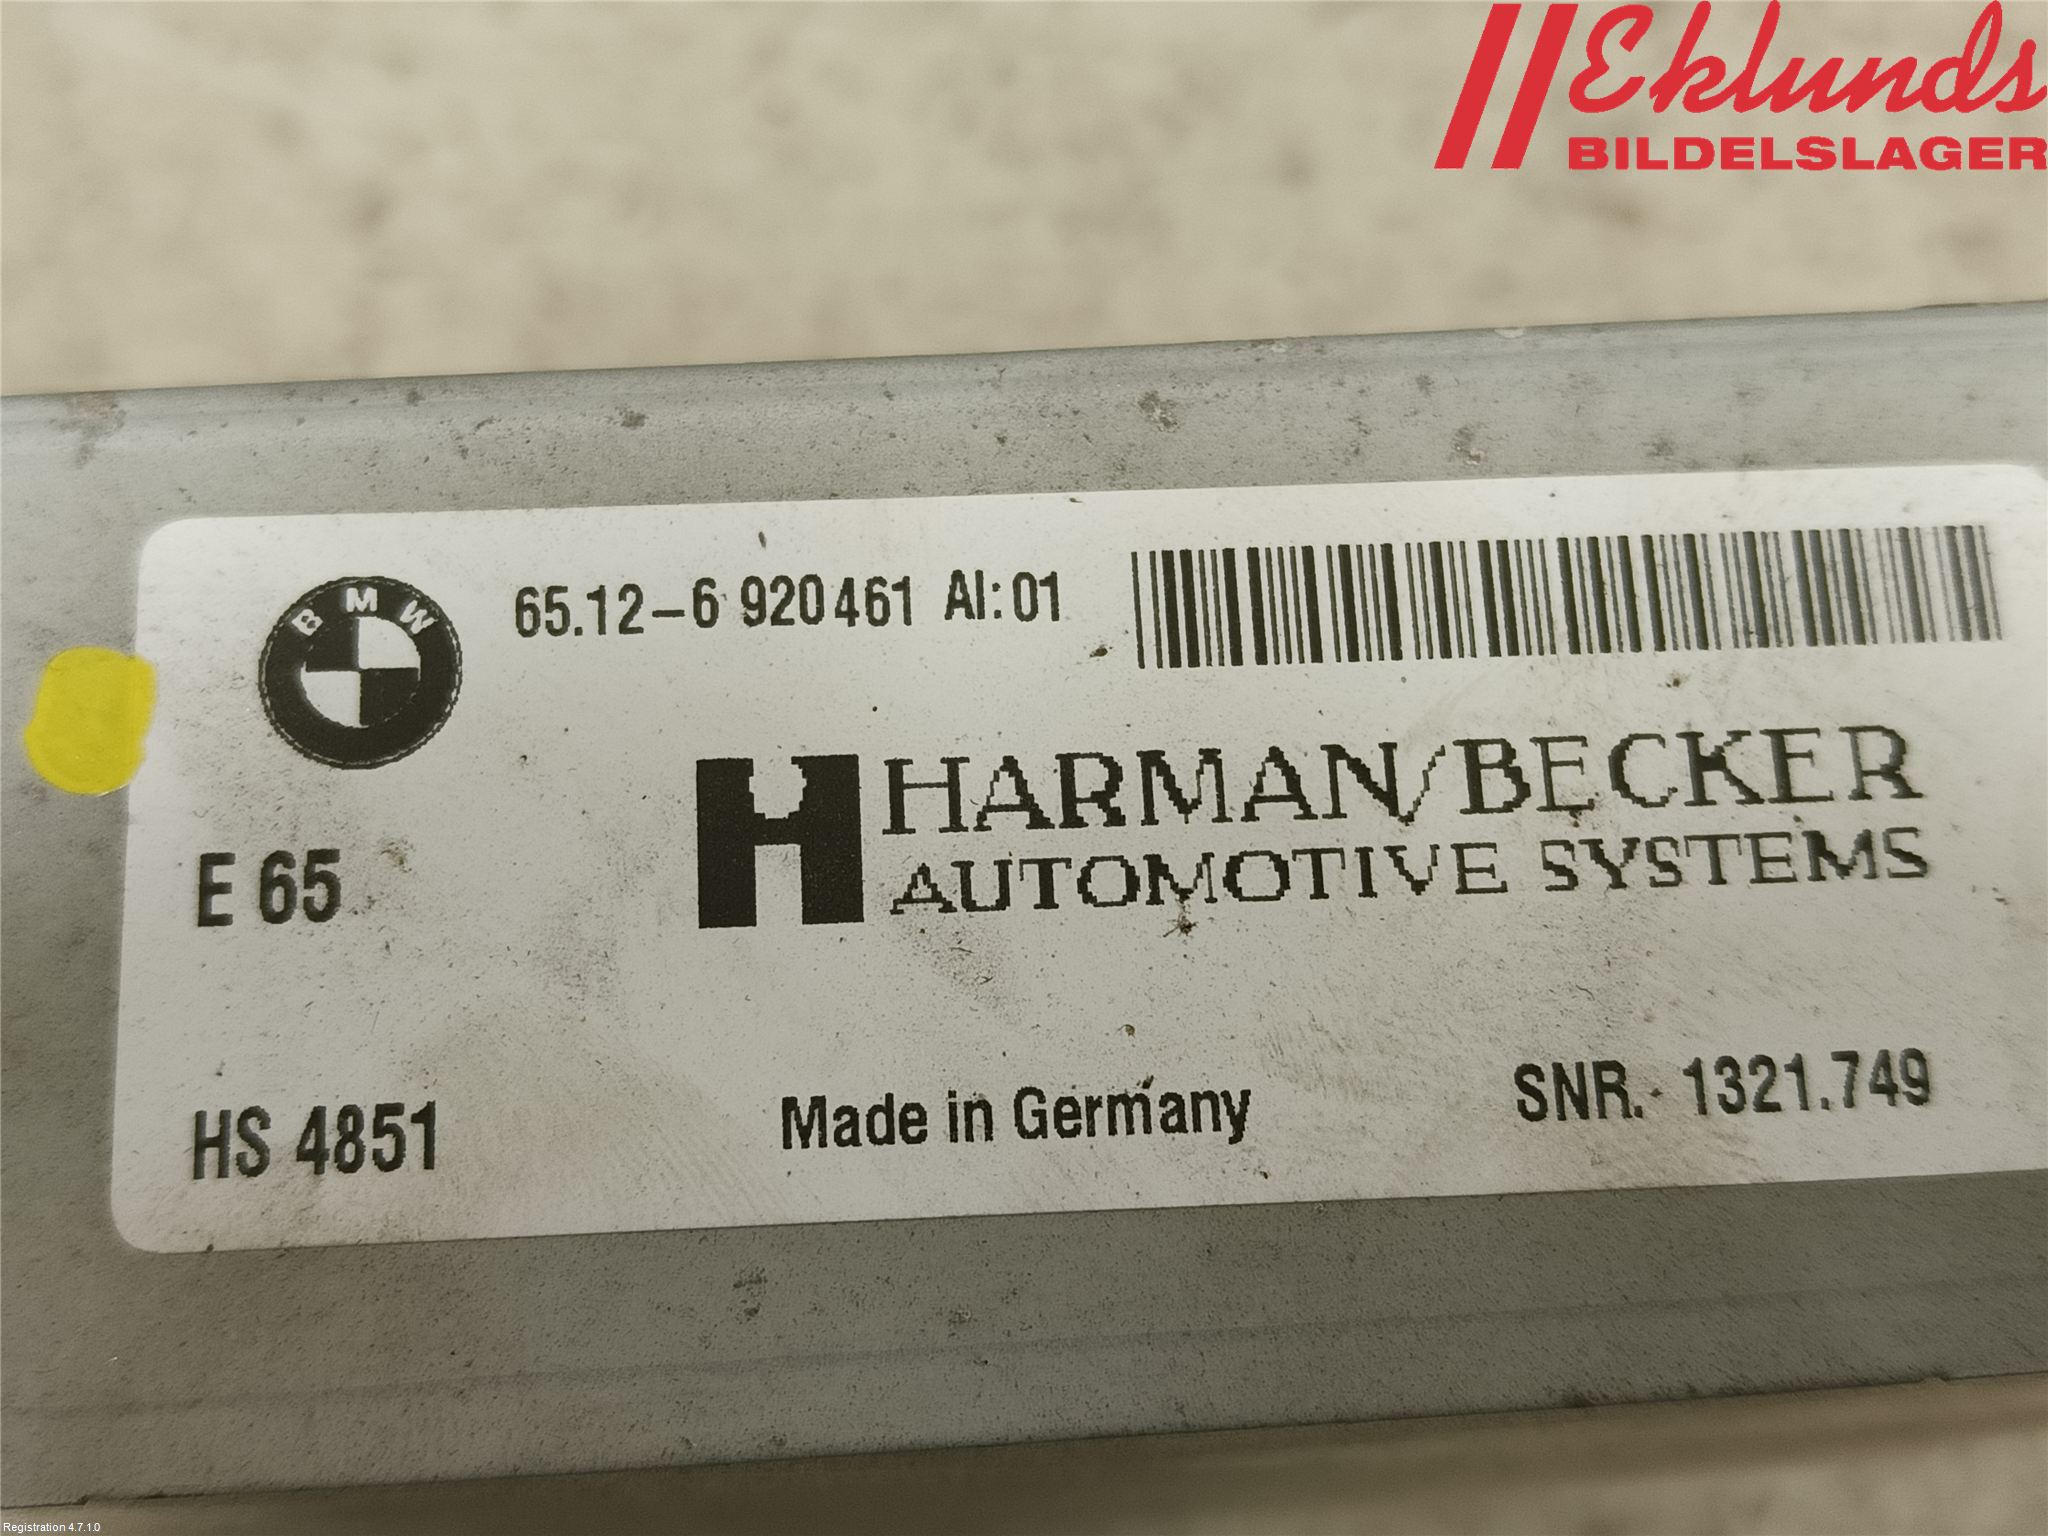 Eklunds
BILDELSLAGER
BMW
65.12-6 920461 AI:01
HARMAN/BECKER
AUTOMOTIVE SYSTEMS
E 65
HS 4851
Made in Germany
SNR. 1321.749
Registration 4.7.1.0